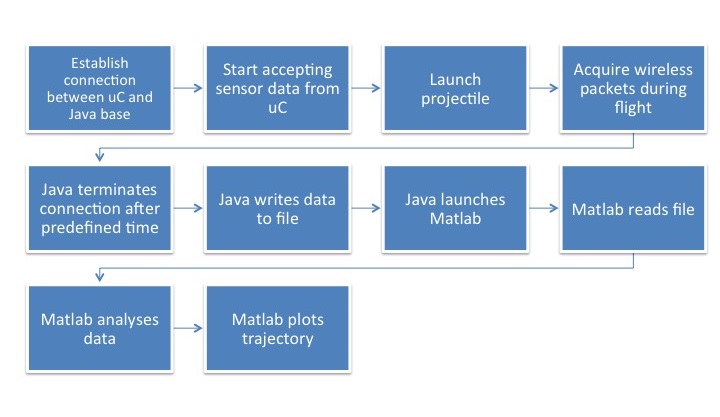 Establish
connection
between uC and
Java base
Start accepting
sensor data from
uC
Launch
projectile
Acquire wireless
packets during
flight
Java terminates
connection after
predefined time
Java writes data
to file
Java launches
Matlab
Matlab reads file
Matlab analyses
data
Matlab plots
trajectory